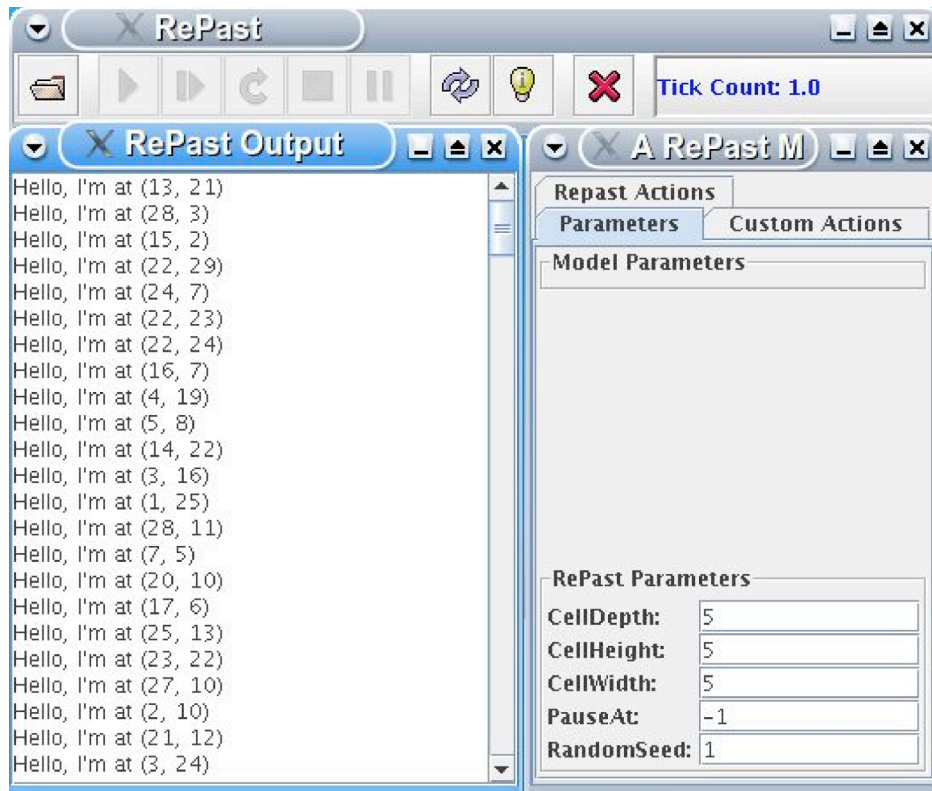 RePast
Tick Count: 1.0
RePast Output
Hello, I'm at (13, 21)
Hello, I'm at (28, 3)
Hello, I'm at (15, 2)
Hello, I'm at (22, 29)
Hello, I'm at (24, 7)
Hello, I'm at (22, 23)
Hello, I'm at (22, 24)
Hello, I'm at (16, 7)
Hello, I'm at (4, 19)
Hello, I'm at (5, 8)
Hello, I'm at (14, 22)
Hello, I'm at (3, 16)
Hello, I'm at (1, 25)
Hello, I'm at (28, 11)
Hello, I'm at (7, 5)
Hello, I'm at (20, 10)
Hello, I'm at (17, 6)
Hello, I'm at (25, 13)
Hello, I'm at (23, 22)
Hello, I'm at (27, 10)
Hello, I'm at (2, 10)
Hello, I'm at (21, 12)
Hello, I'm at (3, 24)
A RePast M
Repast Actions
Parameters Custom Actions
Model Parameters
RePast Parameters
CellDepth: 5
CellHeight: 5
CellWidth: 5
PauseAt: -1
RandomSeed: 1